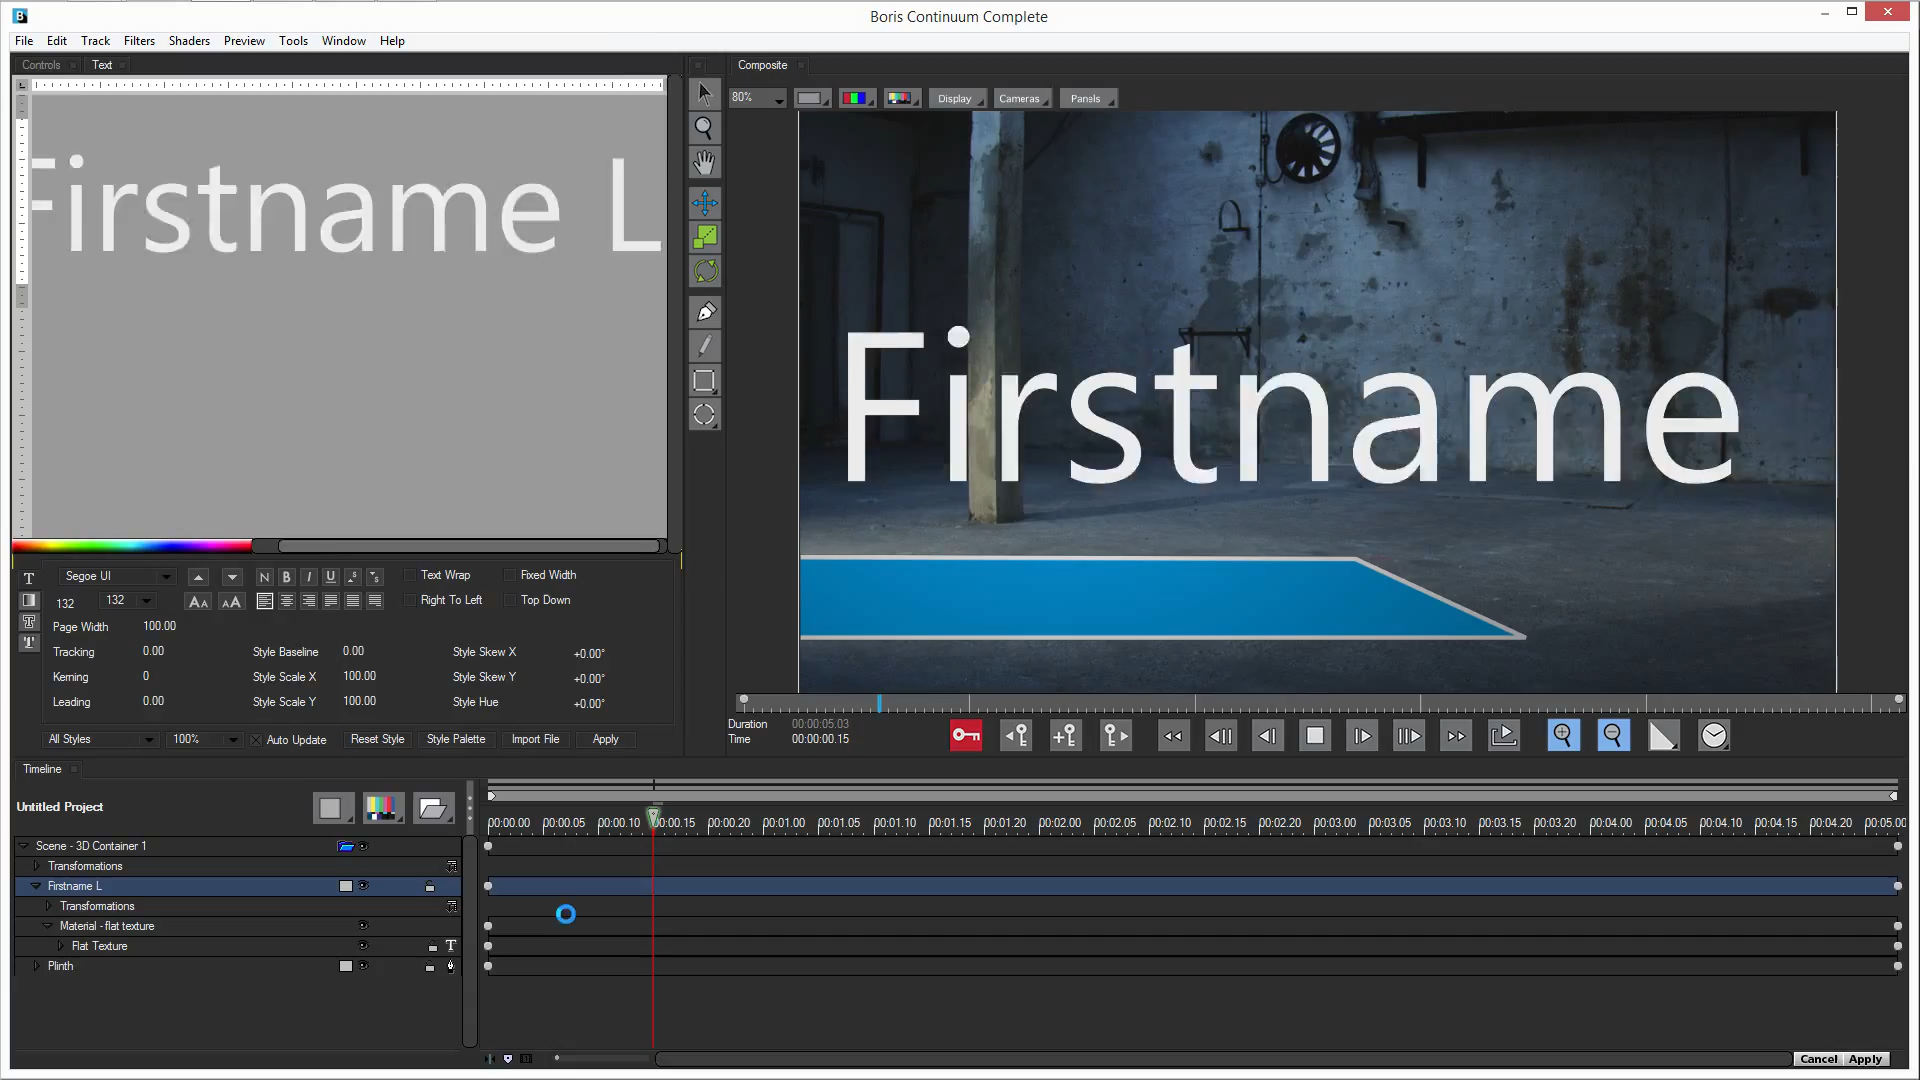 B
Boris Continuum Complete
File Edit Track Filters Shaders Preview Tools Window Help
Controls Text
Composite
80% Display Cameras Panels
Firstname L
Firstname
Segoe UI N B I U Text Wrap Fixed Width
132 132 AA AA Right To Left Top Down
Page Width 100.00
Tracking 0.00 Style Baseline 0.00 Style Skew X +0.00°
Kerning 0 Style Scale X 100.00 Style Skew Y +0.00°
Leading 0.00 Style Scale Y 100.00 Style Hue +0.00°
All Styles 100% Auto Update Reset Style Style Palette Import File Apply
Duration 00:00:05.03
Time 00:00:00.15
Timeline
Untitled Project
00:00.00 00:00.05 00:00.10 00:00.15 00:00.20 00:01.00 00:01.05 00:01.10 00:01.15 00:01.20 00:02.00 00:02.05 00:02.10 00:02.15 00:02.20 00:03.00 00:03.05 00:03.10 00:03.15 00:03.20 00:04.00 00:04.05 00:04.10 00:04.15 00:04.20 00:05.00
Scene - 3D Container 1
Transformations
Firstname L
Transformations
Material - flat texture
Flat Texture T
Plinth
Cancel Apply